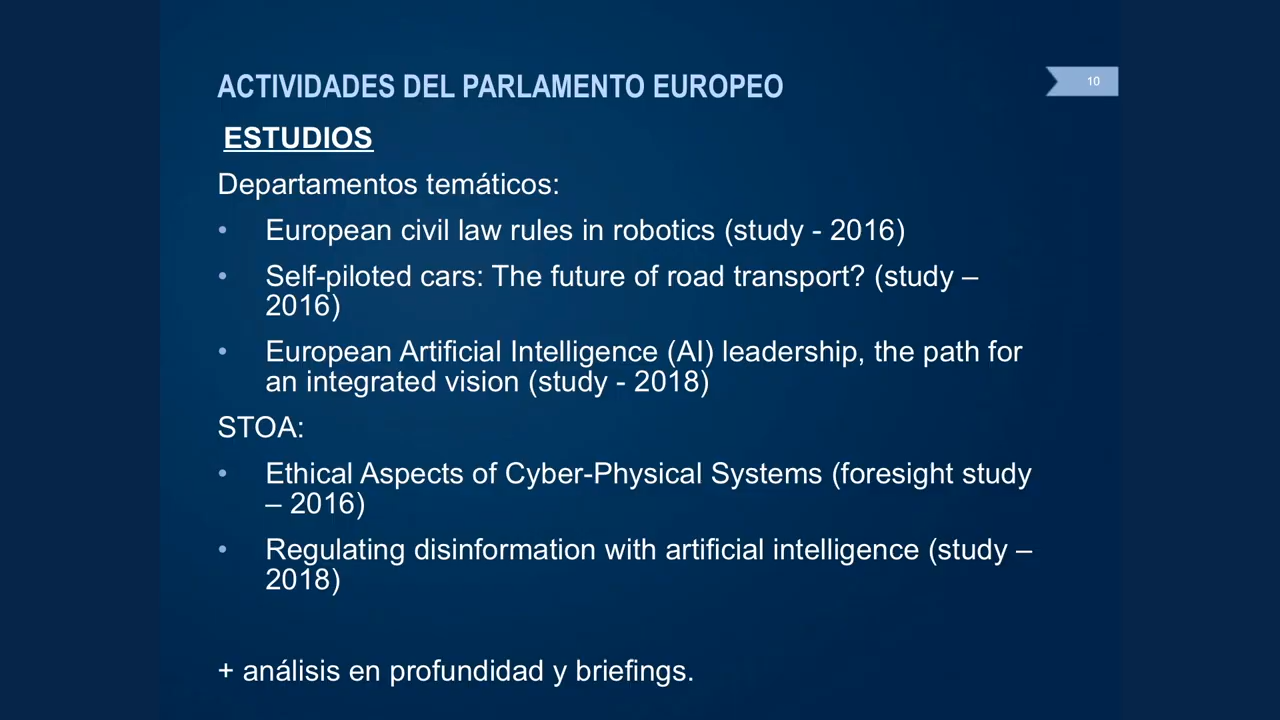 ACTIVIDADES DEL PARLAMENTO EUROPEO
10
ESTUDIOS
Departamentos temáticos:
• European civil law rules in robotics (study - 2016)
• Self-piloted cars: The future of road transport? (study –
2016)
• European Artificial Intelligence (AI) leadership, the path for
an integrated vision (study - 2018)
STOA:
• Ethical Aspects of Cyber-Physical Systems (foresight study
– 2016)
• Regulating disinformation with artificial intelligence (study –
2018)
+ análisis en profundidad y briefings.